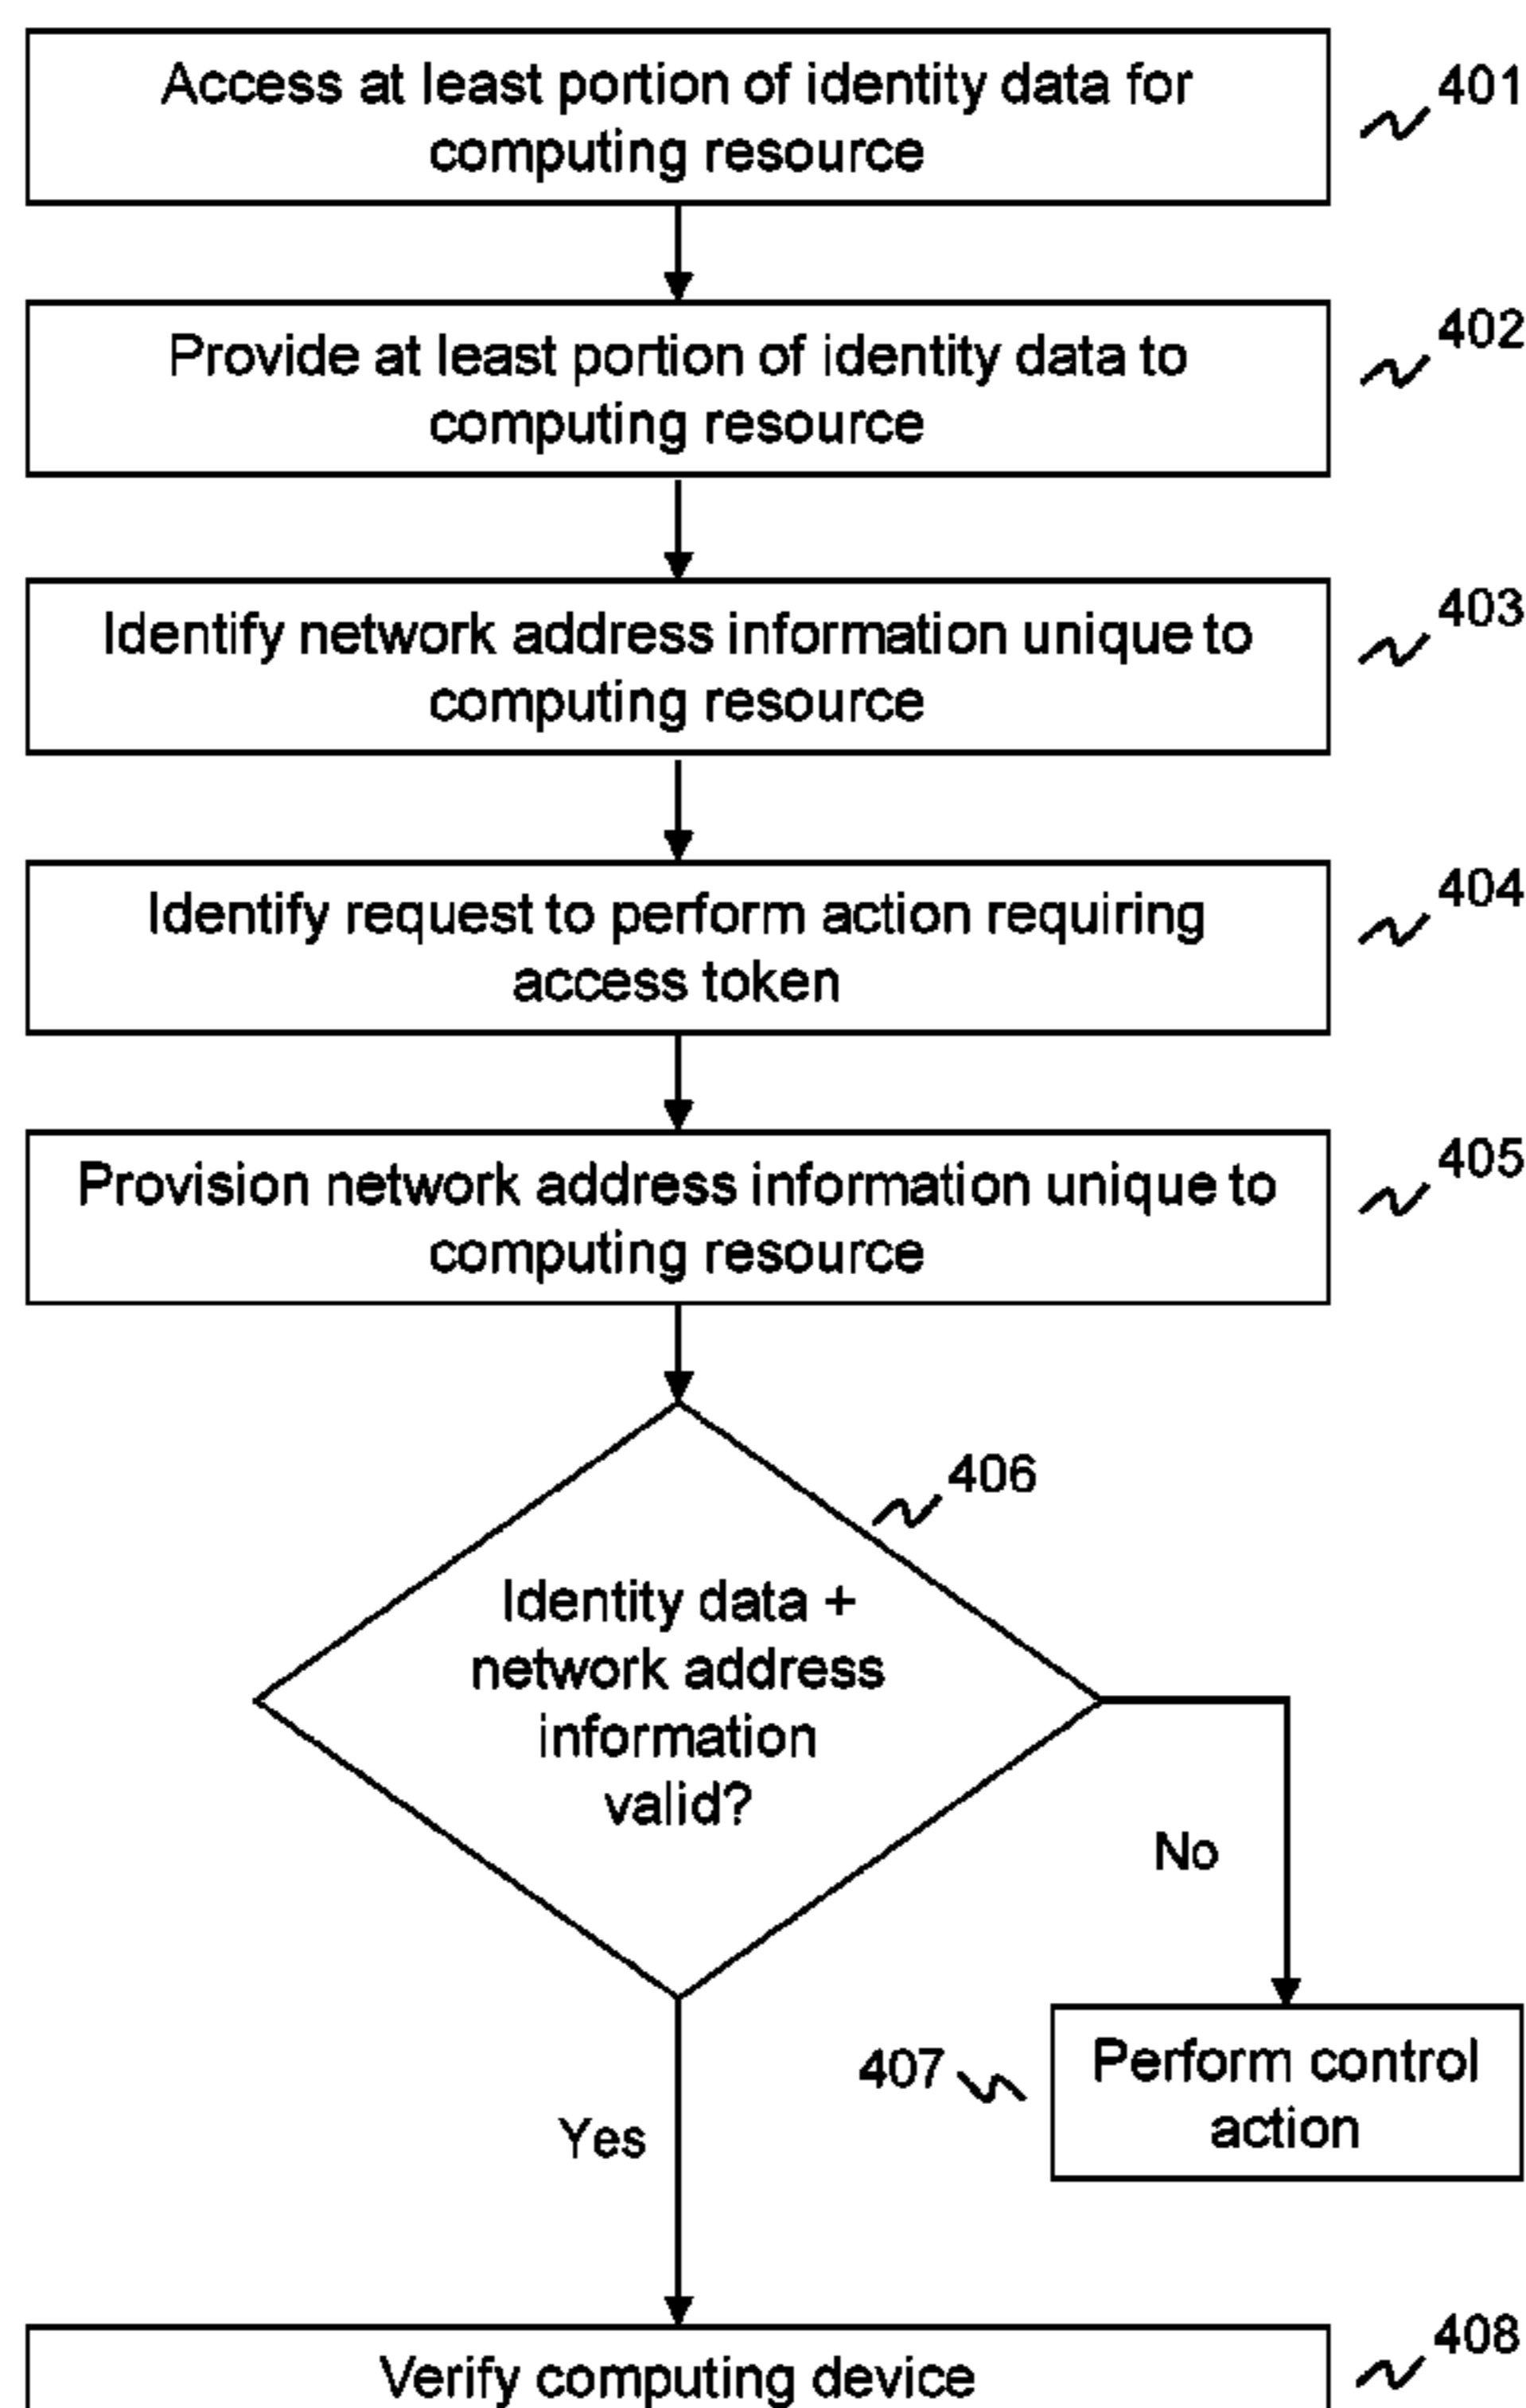 Access at least portion of identity data for
computing resource
401
Provide at least portion of identity data to
computing resource
402
Identify network address information unique to
computing resource
403
Identify request to perform action requiring
access token
404
Provision network address information unique to
computing resource
405
406
Identity data +
network address
information
valid?
No
407
Perform control
action
Yes
408
Verify computing device